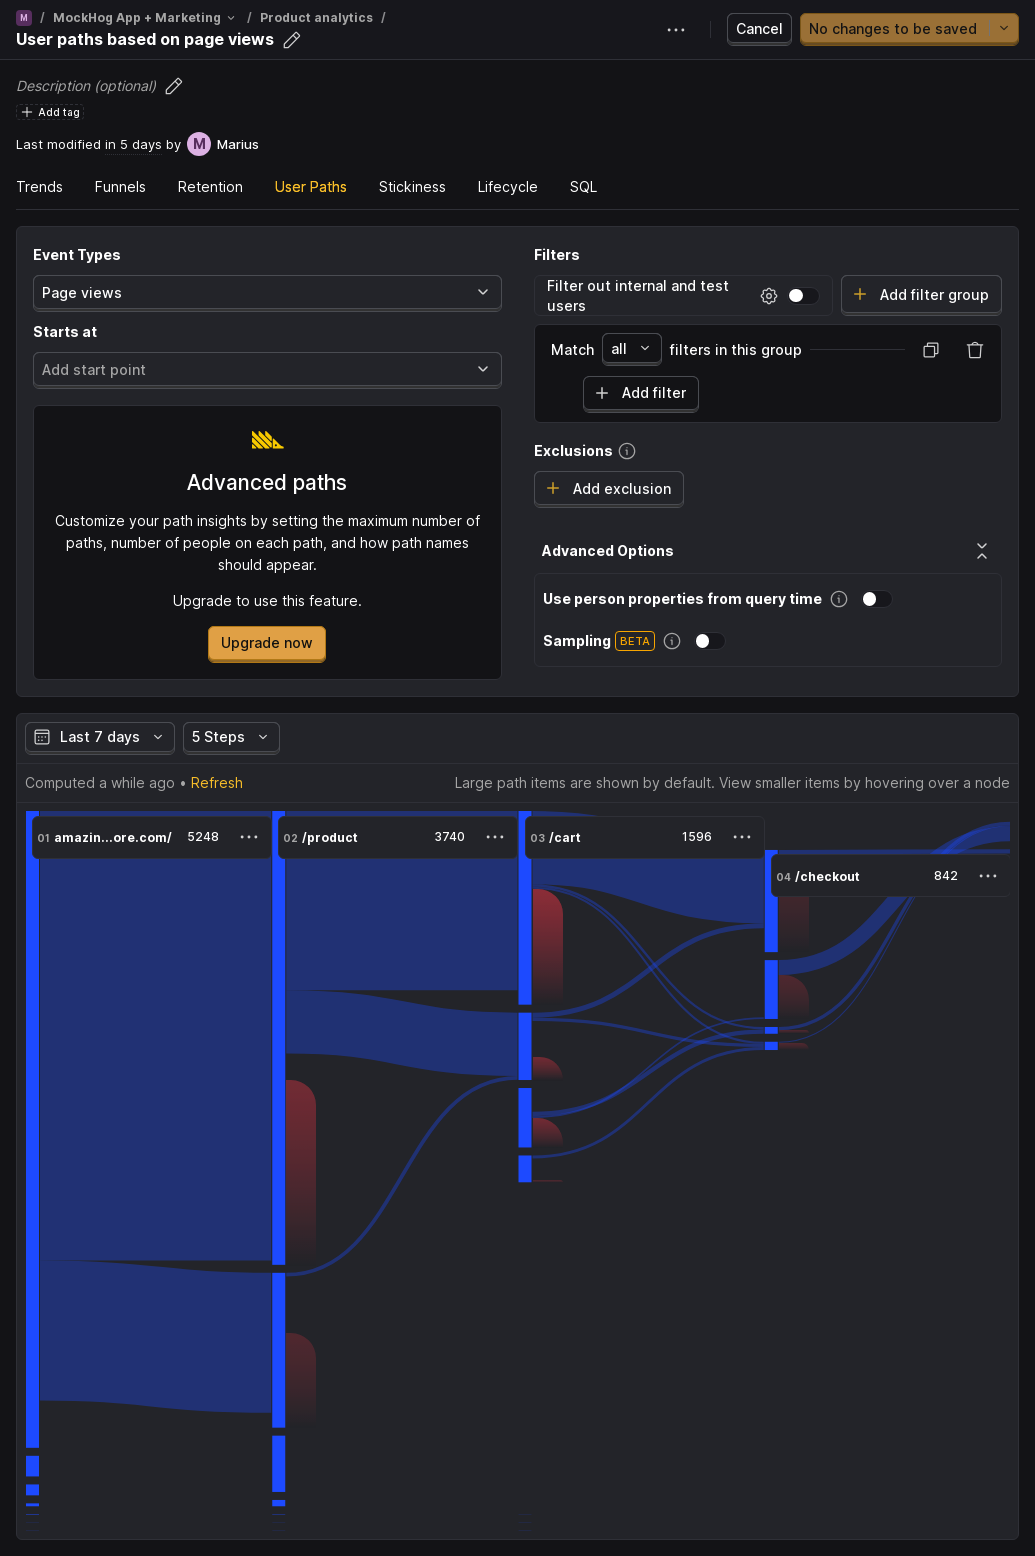 M / MockHog App + Marketing / Product analytics /
User paths based on page views
Cancel
No changes to be saved
Description (optional)
Add tag
Last modified in 5 days by M Marius
Trends Funnels Retention User Paths Stickiness Lifecycle SQL
Event Types
Page views
Starts at
Add start point
Advanced paths
Customize your path insights by setting the maximum number of
paths, number of people on each path, and how path names
should appear.
Upgrade to use this feature.
Upgrade now
Filters
Filter out internal and test
users
Add filter group
Match all filters in this group
Add filter
Exclusions
Add exclusion
Advanced Options
Use person properties from query time
Sampling BETA
Last 7 days 5 Steps
Computed a while ago • Refresh
Large path items are shown by default. View smaller items by hovering over a node
01 amazin...ore.com/ 5248
02 /product 3740
03 /cart 1596
04 /checkout 842